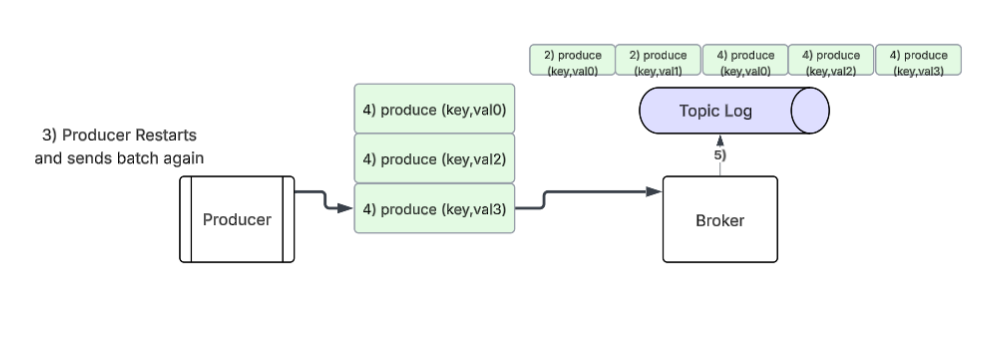 2) produce
(key,val0)
2) produce
(key,val1)
4) produce
(key,val0)
4) produce
(key,val2)
4) produce
(key,val3)
Topic Log
5)
3) Producer Restarts
and sends batch again
4) produce (key,val0)
4) produce (key,val2)
4) produce (key,val3)
Producer
Broker